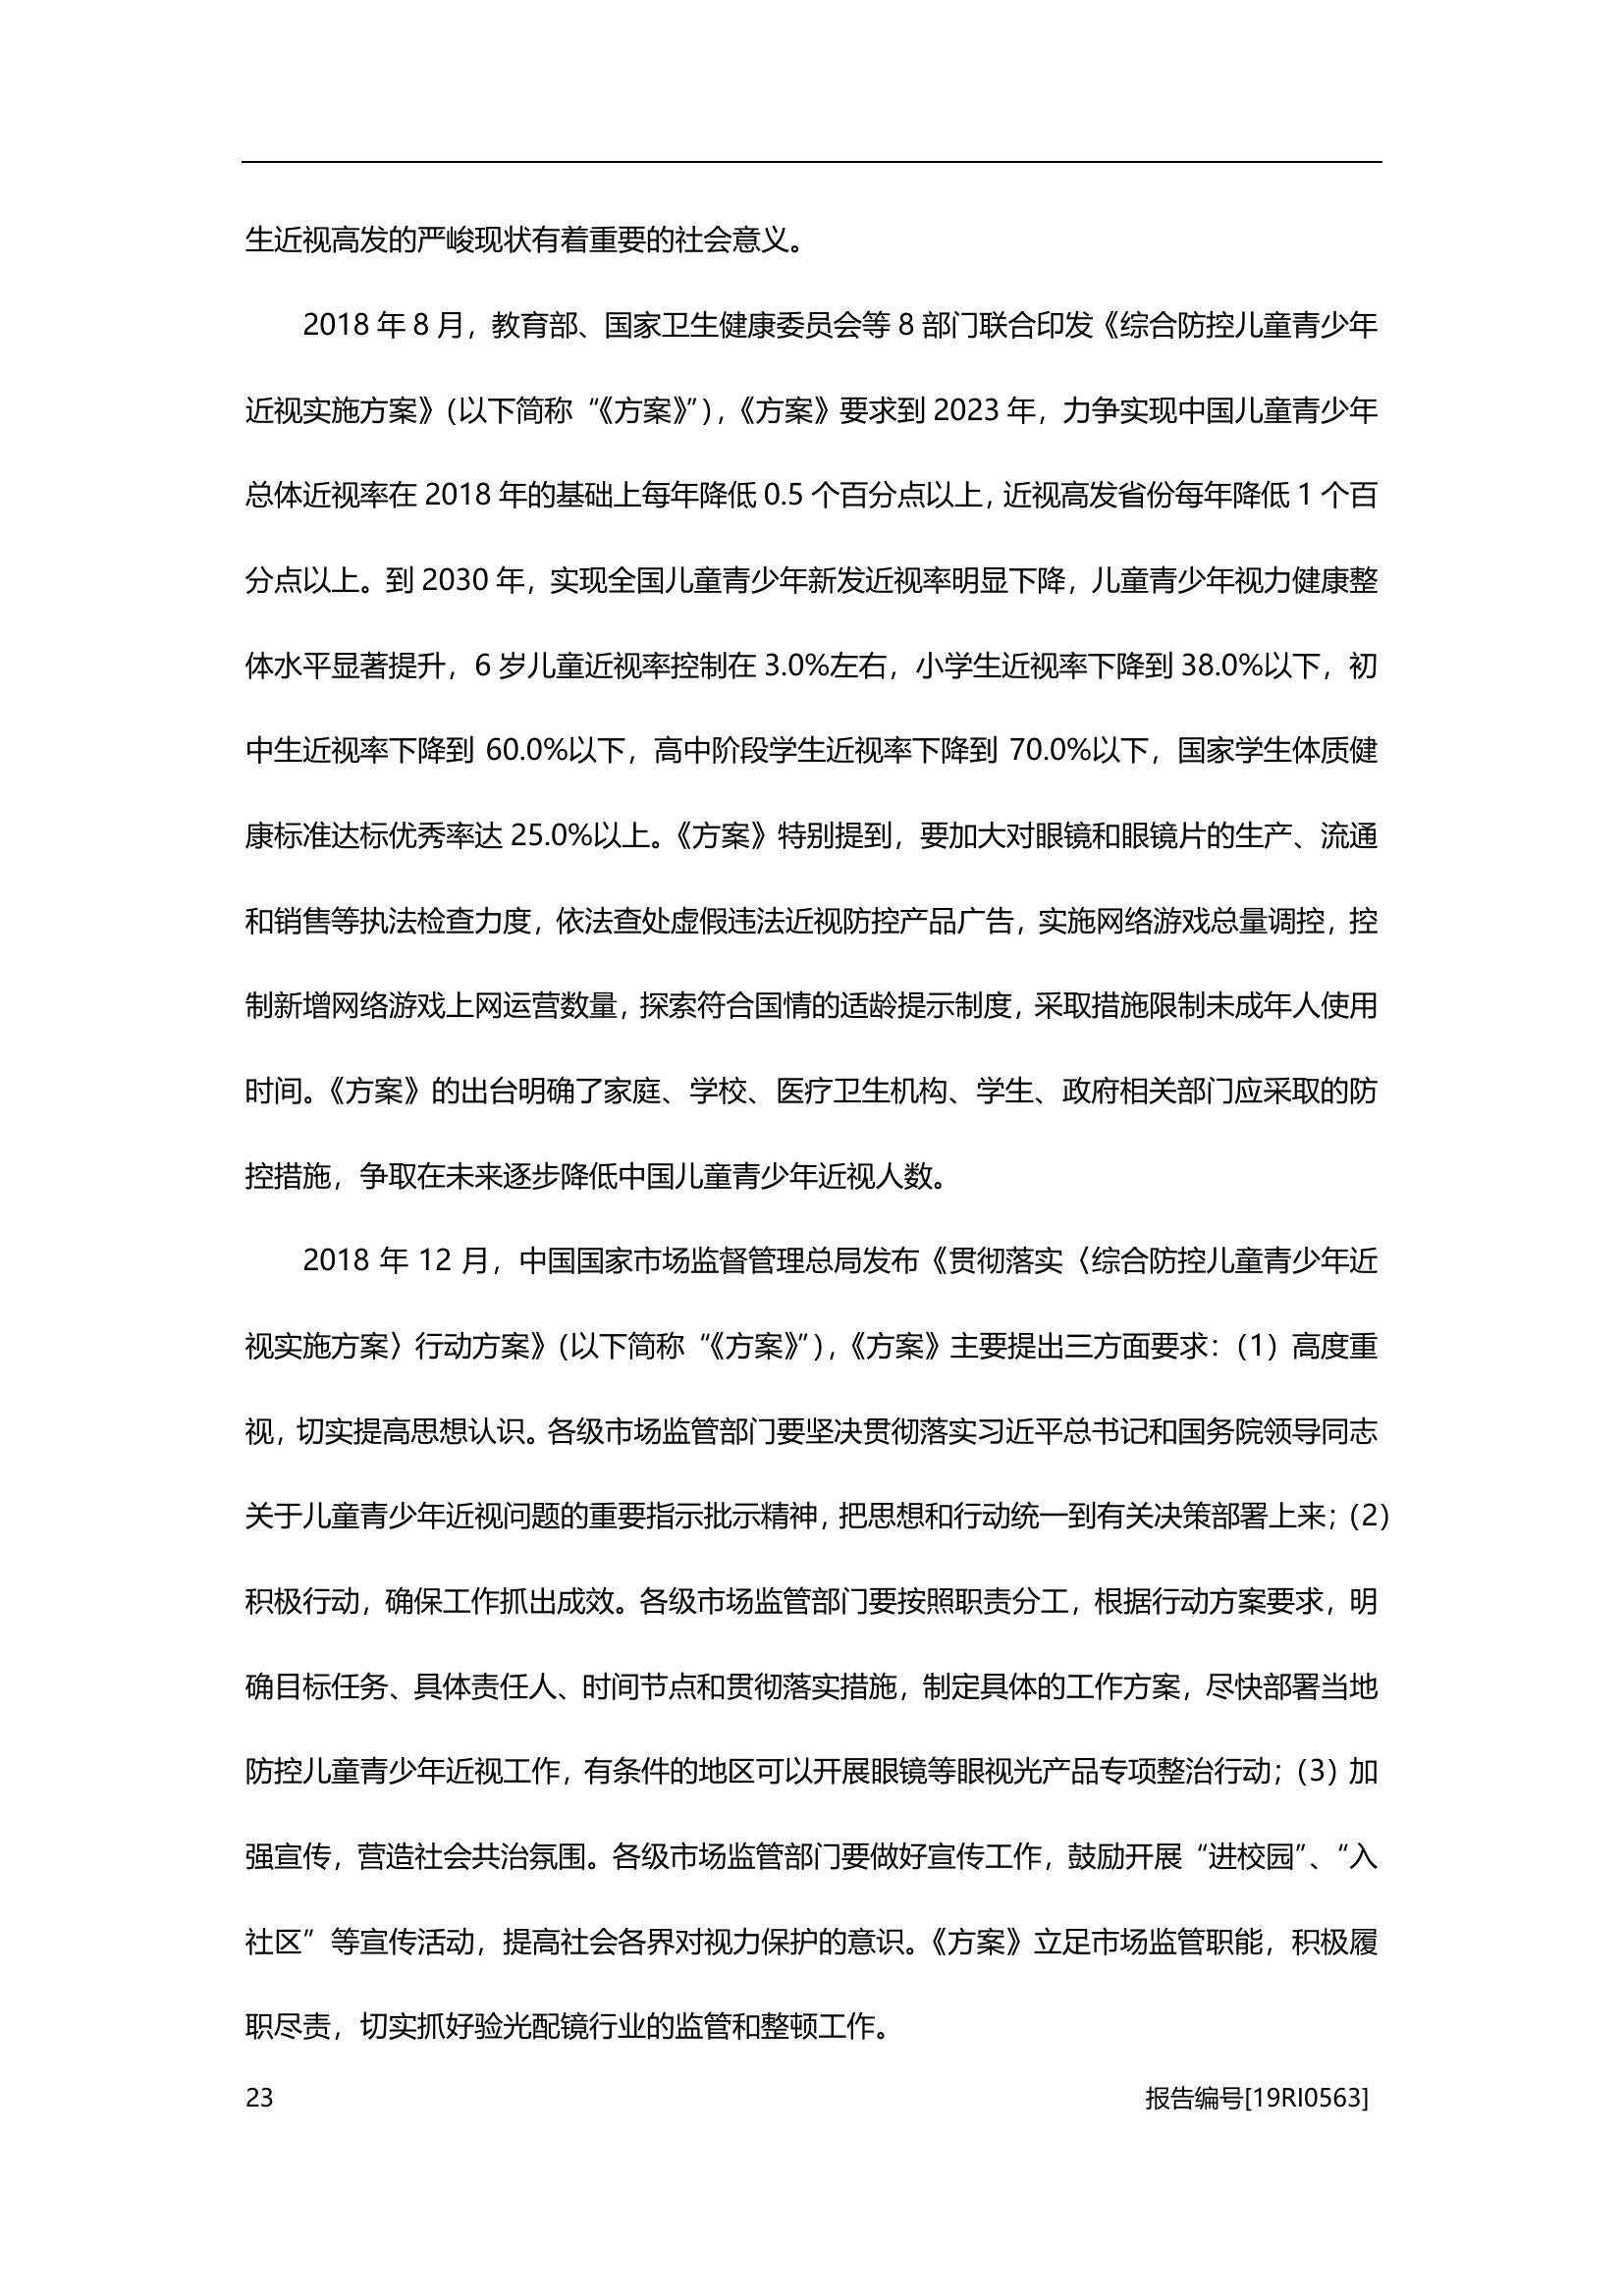 生近视高发的严峻现状有着重要的社会意义。
2018 年 8 月，教育部、国家卫生健康委员会等 8 部门联合印发《综合防控儿童青少年
近视实施方案》（以下简称“《方案》”），《方案》要求到 2023 年，力争实现中国儿童青少年
总体近视率在 2018 年的基础上每年降低 0.5 个百分点以上，近视高发省份每年降低 1 个百
分点以上。到 2030 年，实现全国儿童青少年新发近视率明显下降，儿童青少年视力健康整
体水平显著提升，6 岁儿童近视率控制在 3.0%左右，小学生近视率下降到 38.0%以下，初
中生近视率下降到 60.0%以下，高中阶段学生近视率下降到 70.0%以下，国家学生体质健
康标准达标优秀率达 25.0%以上。《方案》特别提到，要加大对眼镜和眼镜片的生产、流通
和销售等执法检查力度，依法查处虚假违法近视防控产品广告，实施网络游戏总量调控，控
制新增网络游戏上网运营数量，探索符合国情的适龄提示制度，采取措施限制未成年人使用
时间。《方案》的出台明确了家庭、学校、医疗卫生机构、学生、政府相关部门应采取的防
控措施，争取在未来逐步降低中国儿童青少年近视人数。
2018 年 12 月，中国国家市场监督管理总局发布《贯彻落实〈综合防控儿童青少年近
视实施方案〉行动方案》（以下简称“《方案》”），《方案》主要提出三方面要求：（1）高度重
视，切实提高思想认识。各级市场监管部门要坚决贯彻落实习近平总书记和国务院领导同志
关于儿童青少年近视问题的重要指示批示精神，把思想和行动统一到有关决策部署上来；（2）
积极行动，确保工作抓出成效。各级市场监管部门要按照职责分工，根据行动方案要求，明
确目标任务、具体责任人、时间节点和贯彻落实措施，制定具体的工作方案，尽快部署当地
防控儿童青少年近视工作，有条件的地区可以开展眼镜等眼视光产品专项整治行动；（3）加
强宣传，营造社会共治氛围。各级市场监管部门要做好宣传工作，鼓励开展“进校园”、“入
社区”等宣传活动，提高社会各界对视力保护的意识。《方案》立足市场监管职能，积极履
职尽责，切实抓好验光配镜行业的监管和整顿工作。
23 报告编号[19RI0563]